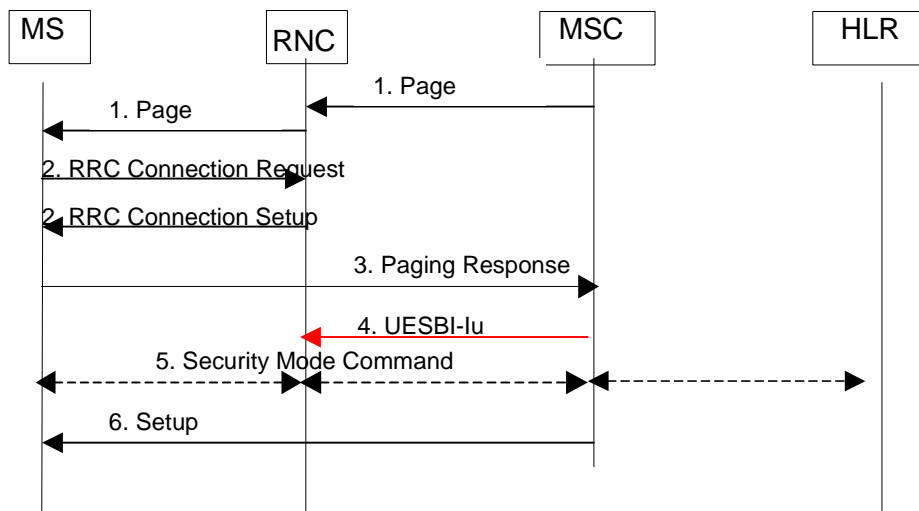 MS
RNC
MSC
HLR
1. Page
1. Page
2. RRC Connection Request
2. RRC Connection Setup
3. Paging Response
4. UESBI-Iu
5. Security Mode Command
6. Setup